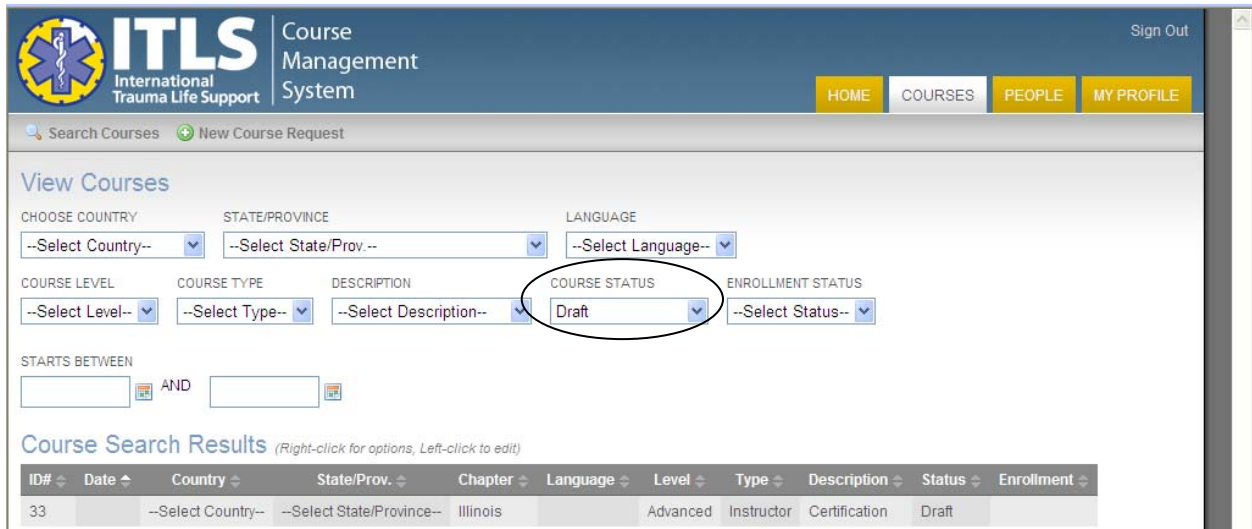 ITLS
International
Trauma Life Support
Course
Management
System
Sign Out
HOME COURSES PEOPLE MY PROFILE
Search Courses New Course Request
View Courses
CHOOSE COUNTRY STATE/PROVINCE LANGUAGE
--Select Country-- --Select State/Prov.-- --Select Language--
COURSE LEVEL COURSE TYPE DESCRIPTION COURSE STATUS ENROLLMENT STATUS
--Select Level-- --Select Type-- --Select Description-- Draft --Select Status--
STARTS BETWEEN
AND
Course Search Results (Right-click for options, Left-click to edit)
ID# Date Country State/Prov. Chapter Language Level Type Description Status Enrollment
33 --Select Country-- --Select State/Province-- Illinois Advanced Instructor Certification Draft